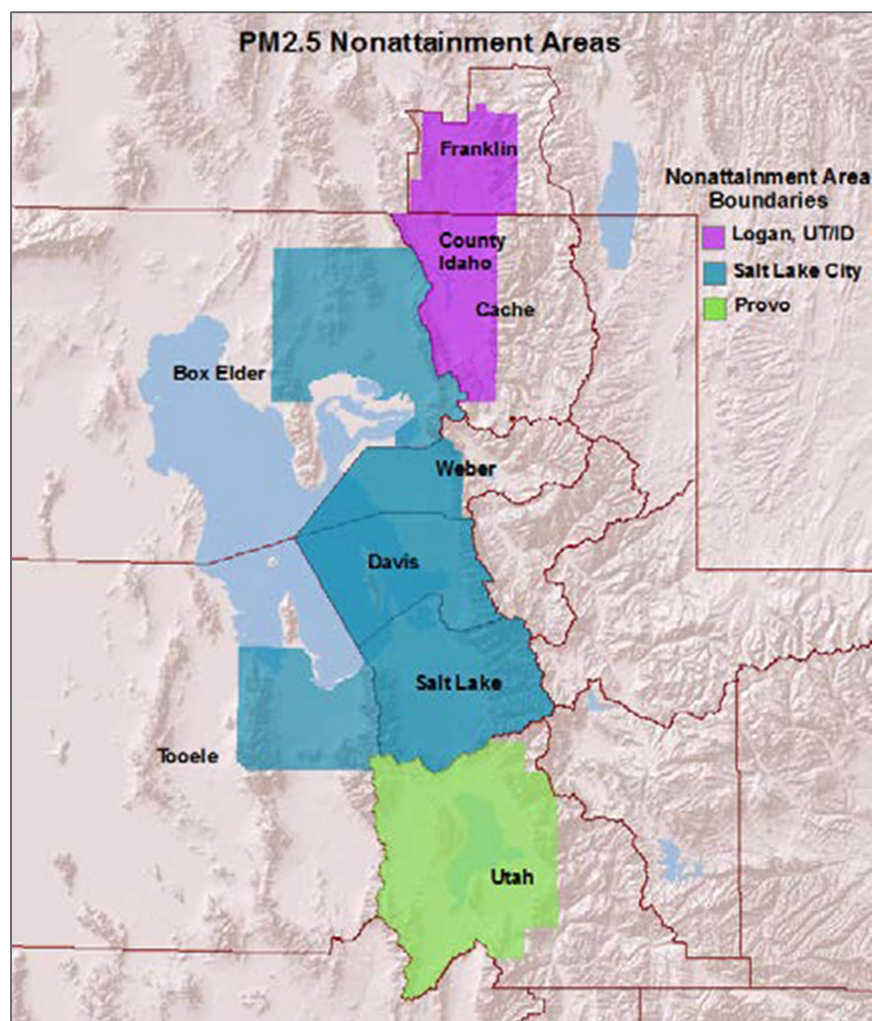 PM2.5 Nonattainment Areas
Franklin
Nonattainment Area
Boundaries
Logan, UT/ID
Salt Lake City
Provo
County
Idaho
Cache
Box Elder
Weber
Davis
Salt Lake
Tooele
Utah